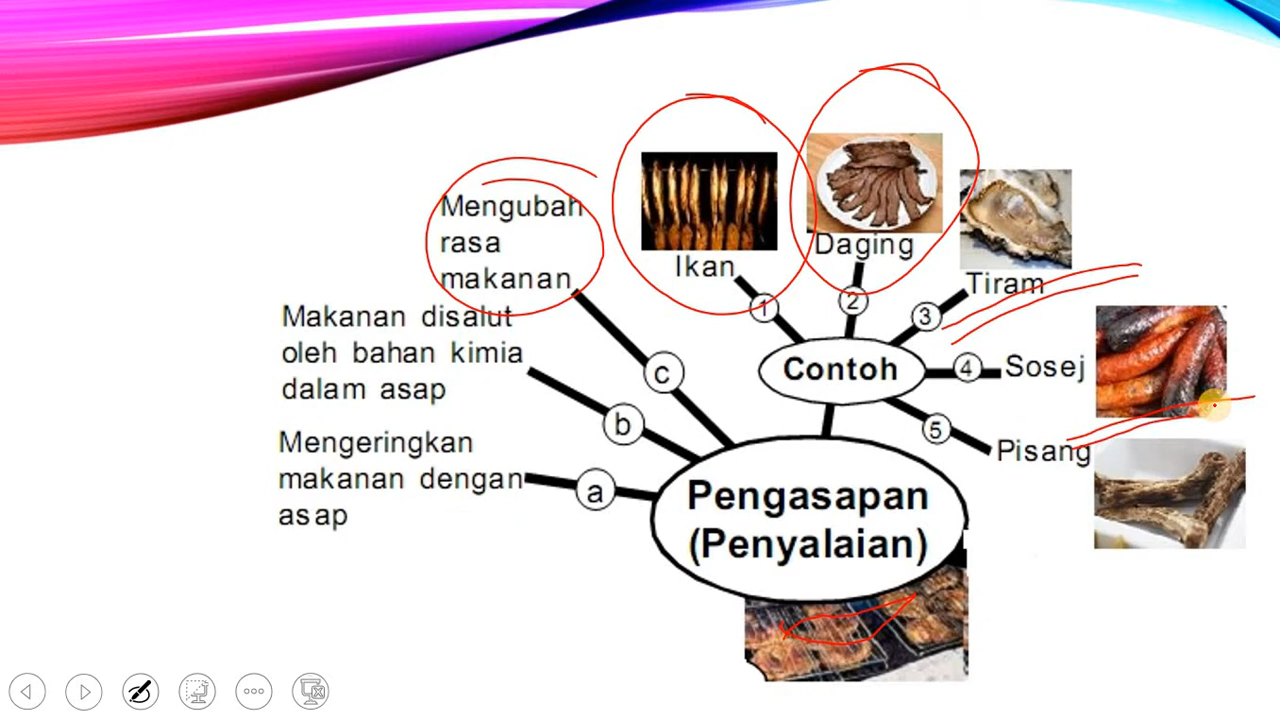 Mengubah
rasa
makanan
Makanan disalut
oleh bahan kimia
dalam asap
Mengeringkan
makanan dengan
asap
c
b
a
Ikan
Daging
Tiram
Sosej
Pisang
1
2
3
4
5
Contoh
Pengasapan
(Penyalaian)